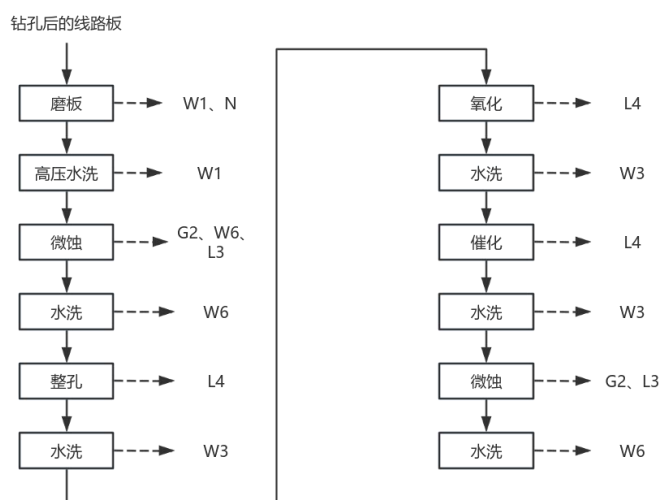 钻孔后的线路板
磨板
W1、N
高压水洗
W1
微蚀
G2、W6、
L3
水洗
W6
整孔
L4
水洗
W3
氧化
L4
水洗
W3
催化
L4
水洗
W3
微蚀
G2、L3
水洗
W6